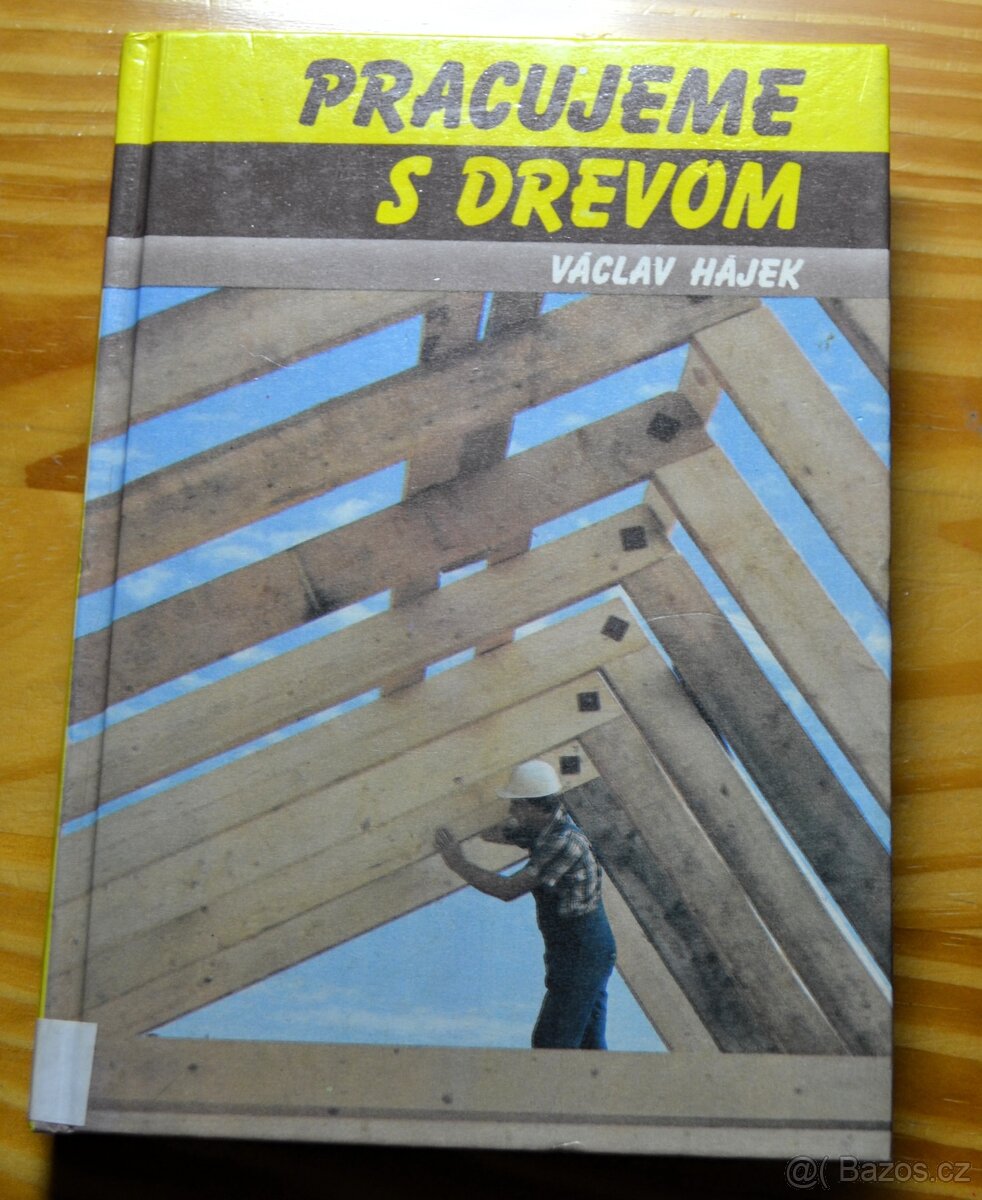 PRACUJEME
S DREVOM
VÁCLAV HÁJEK
@( Bazos.cz